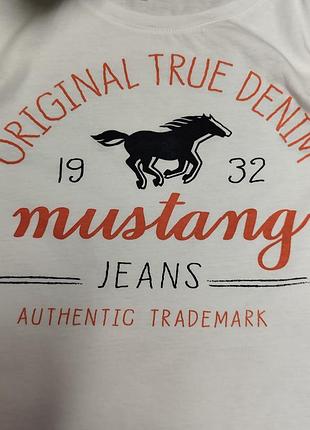 ORIGINAL TRUE DENIM
19 32
mustang
JEANS
AUTHENTIC TRADEMARK